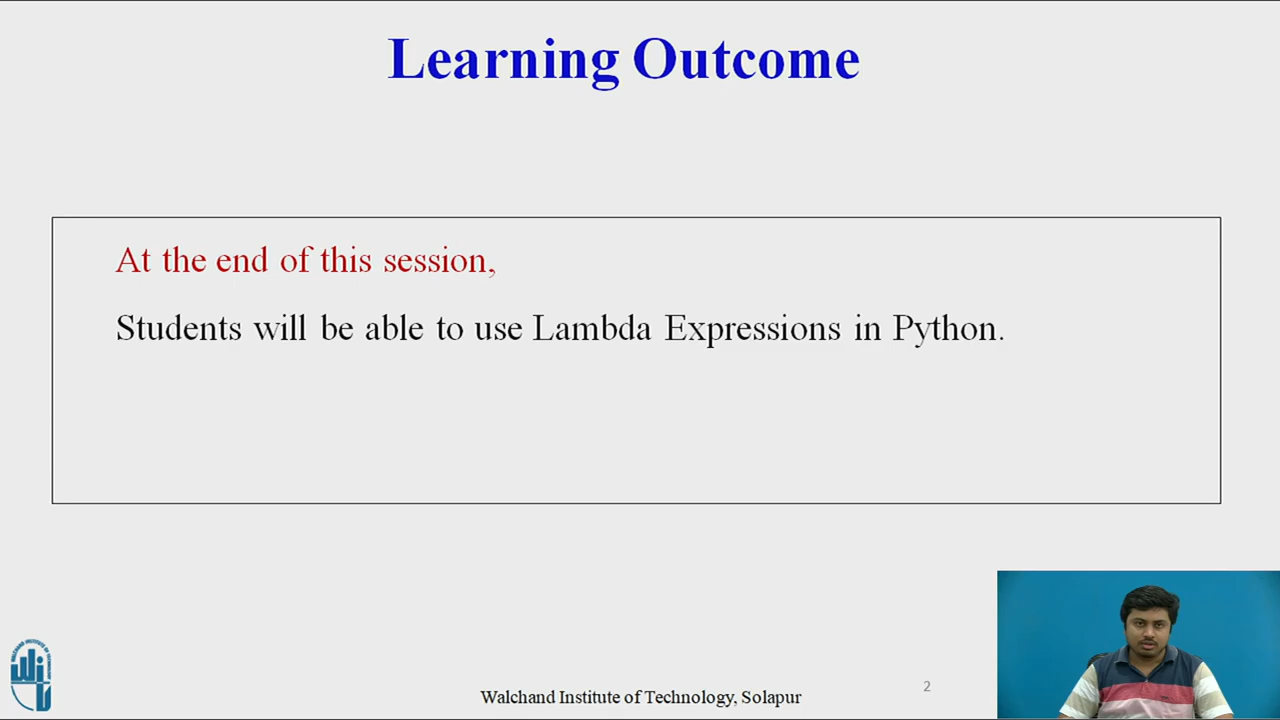 Learning Outcome
At the end of this session,
Students will be able to use Lambda Expressions in Python.
Walchand Institute of Technology, Solapur
2